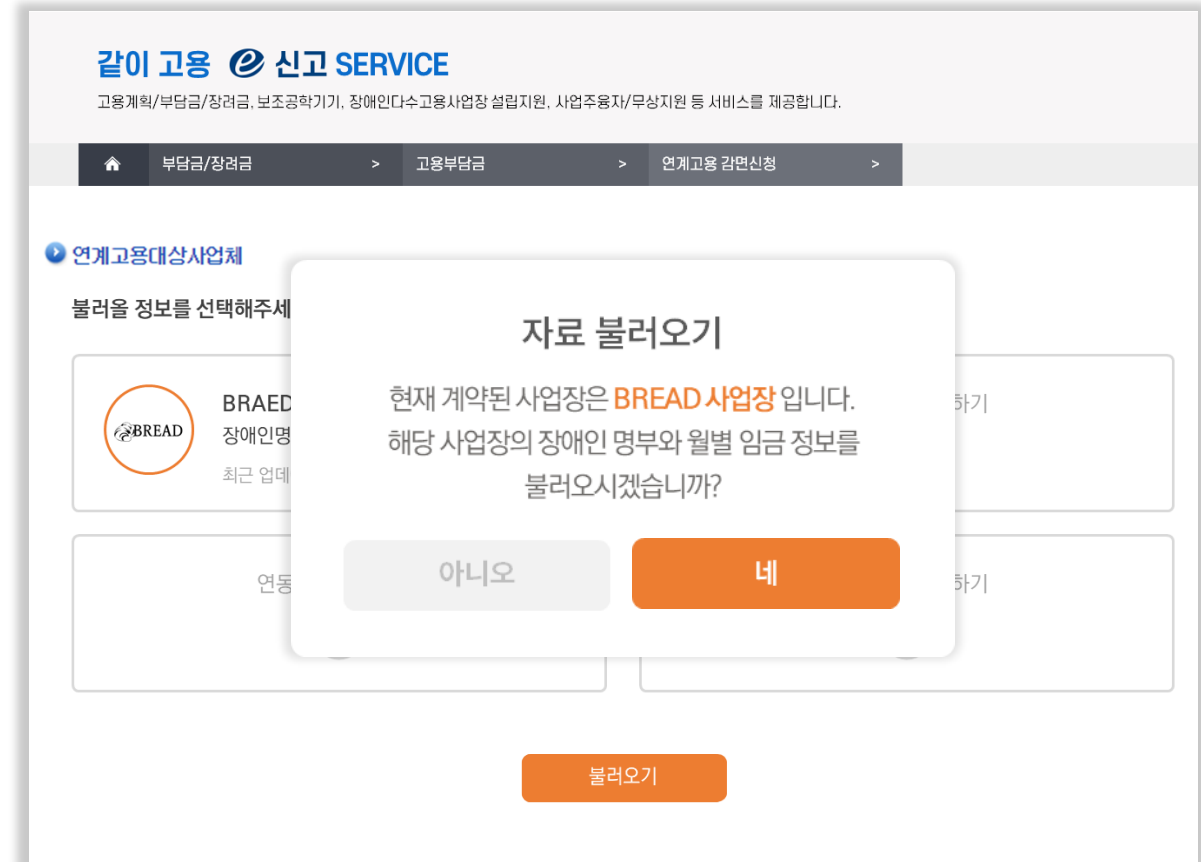 같이 고용 e 신고 SERVICE
고용계획/부담금/장려금, 보조공학기기, 장애인다수고용사업장 설립지원, 사업주융자/무상지원 등 서비스를 제공합니다.
부담금/장려금 > 고용부담금 > 연계고용 감면신청 >
연계고용대상사업체
불러올 정보를 선택해주세
자료 불러오기
현재 계약된 사업장은 BREAD 사업장 입니다.
해당 사업장의 장애인 명부와 월별 임금 정보를
불러오시겠습니까?
아니오
네
BREAD
BRAED
장애인명
최근 업데
하기
연동
하기
불러오기